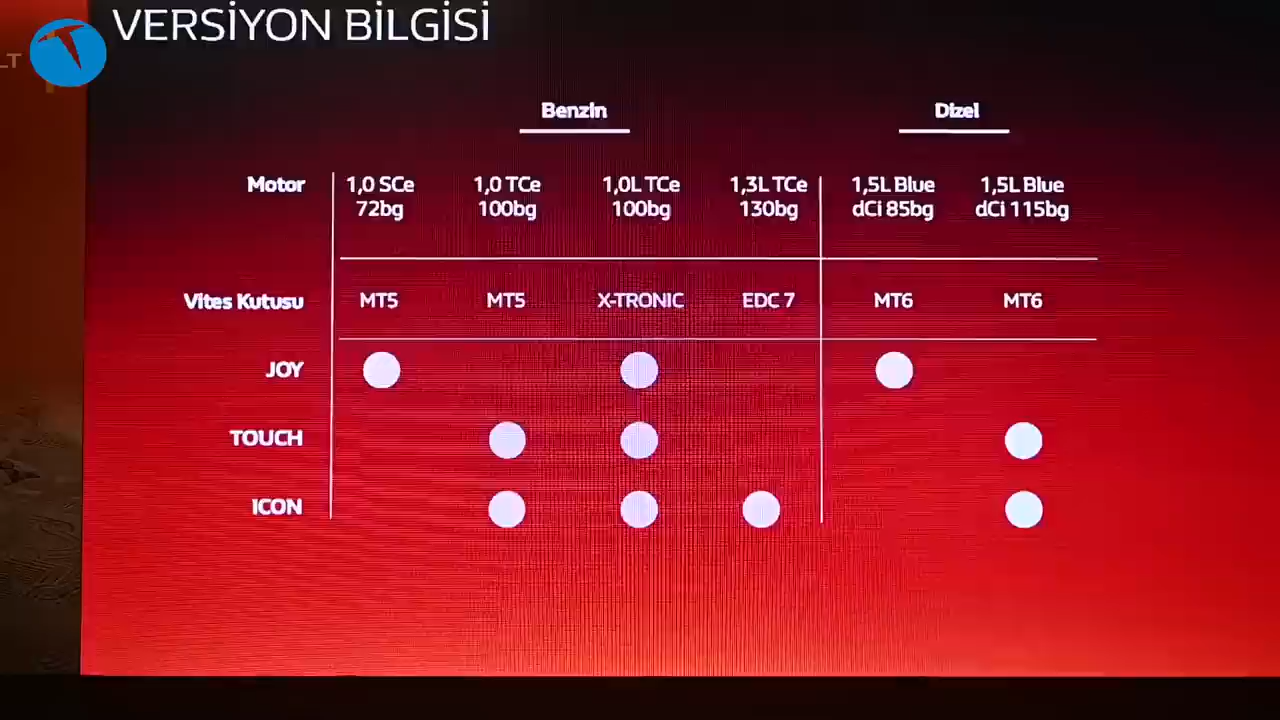 VERSİYON BİLGİSİ
LT
Benzin
Dizel
Motor
1,0 SCe
72bg
1,0 TCe
100bg
1,0L TCe
100bg
1,3L TCe
130bg
1,5L Blue
dCi 85bg
1,5L Blue
dCi 115bg
Vites Kutusu
MT5
MT5
X-TRONIC
EDC 7
MT6
MT6
JOY
TOUCH
ICON